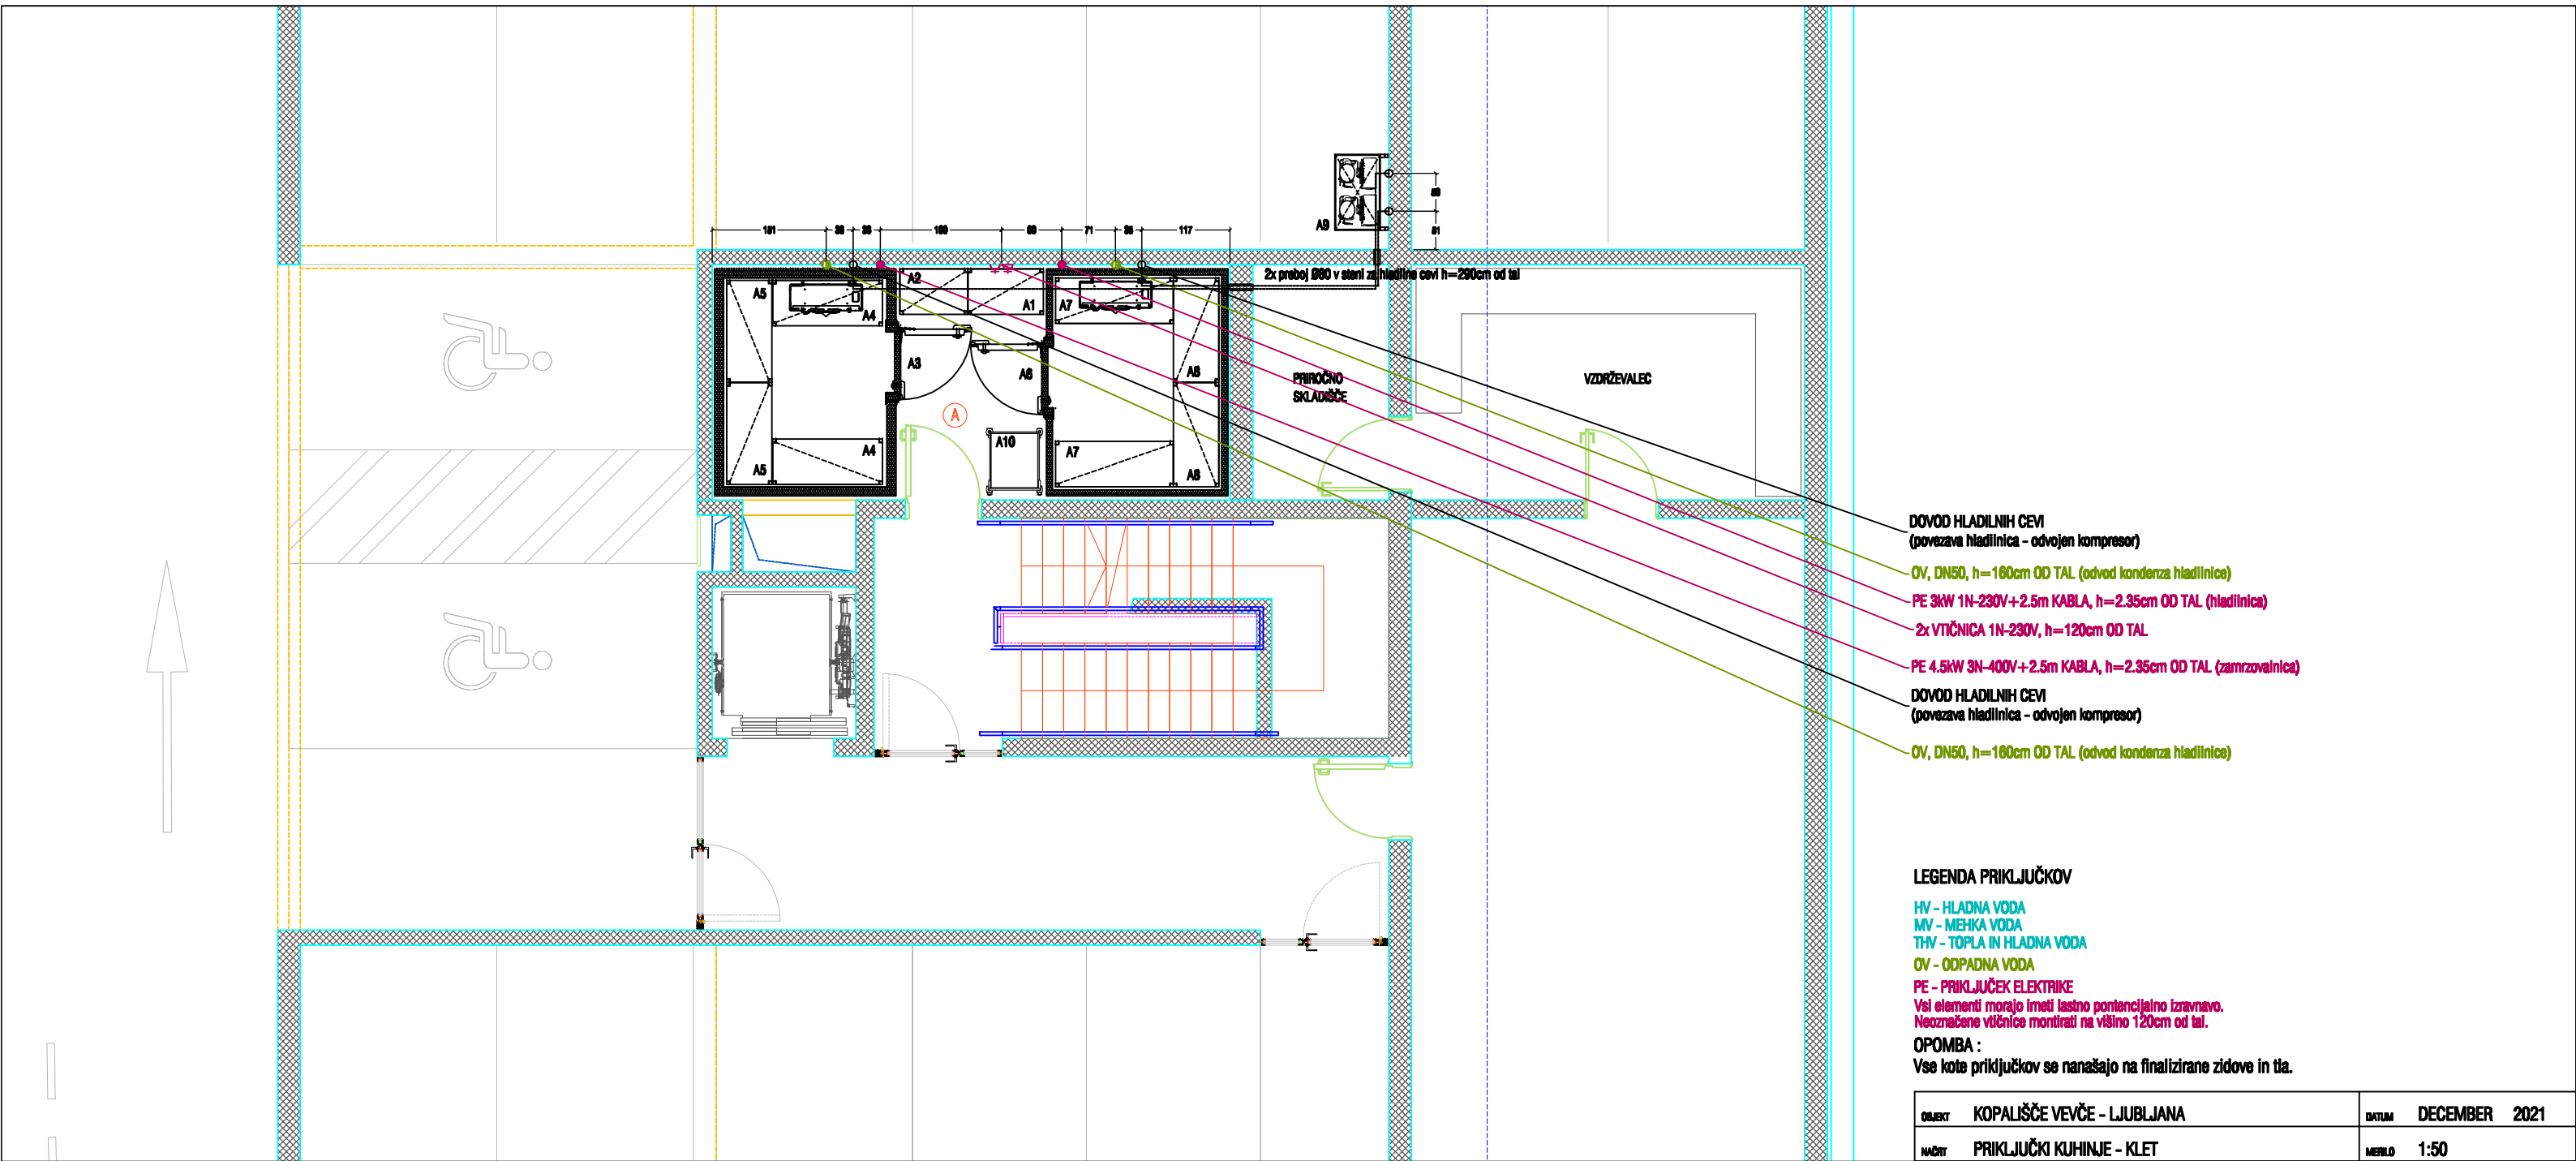 A9
2x preboj Ø80 v steni za hladilne cevi h=290cm od tal
A5
A4
A2
A1
A7
A3
A6
A8
A
A10
A5
A4
A7
A8
PRIROČNO
SKLADIŠČE
VZDRŽEVALEC
117
71
DOVOD HLADILNIH CEVI
(povezava hladilnica - odvojen kompresor)
OV, DN50, h=160cm OD TAL (odvod kondenza hladilnice)
PE 3kW 1N-230V+2.5m KABLA, h=2.35cm OD TAL (hladilnica)
2x VTIČNICA 1N-230V, h=120cm OD TAL
PE 4.5kW 3N-400V+2.5m KABLA, h=2.35cm OD TAL (zamrzovalnica)
DOVOD HLADILNIH CEVI
(povezava hladilnica - odvojen kompresor)
OV, DN50, h=160cm OD TAL (odvod kondenza hladilnice)
LEGENDA PRIKLJUČKOV
HV - HLADNA VODA
MV - MEHKA VODA
THV - TOPLA IN HLADNA VODA
OV - ODPADNA VODA
PE - PRIKLJUČEK ELEKTRIKE
Vsi elementi morajo imeti lastno pontencijalno izravnavo.
Neoznačene vtičnice montirati na višino 120cm od tal.
OPOMBA :
Vse kote priključkov se nanašajo na finalizirane zidove in tla.
OBJEKT KOPALIŠČE VEVČE - LJUBLJANA DATUM DECEMBER 2021
NAČRT PRIKLJUČKI KUHINJE - KLET MERILO 1:50